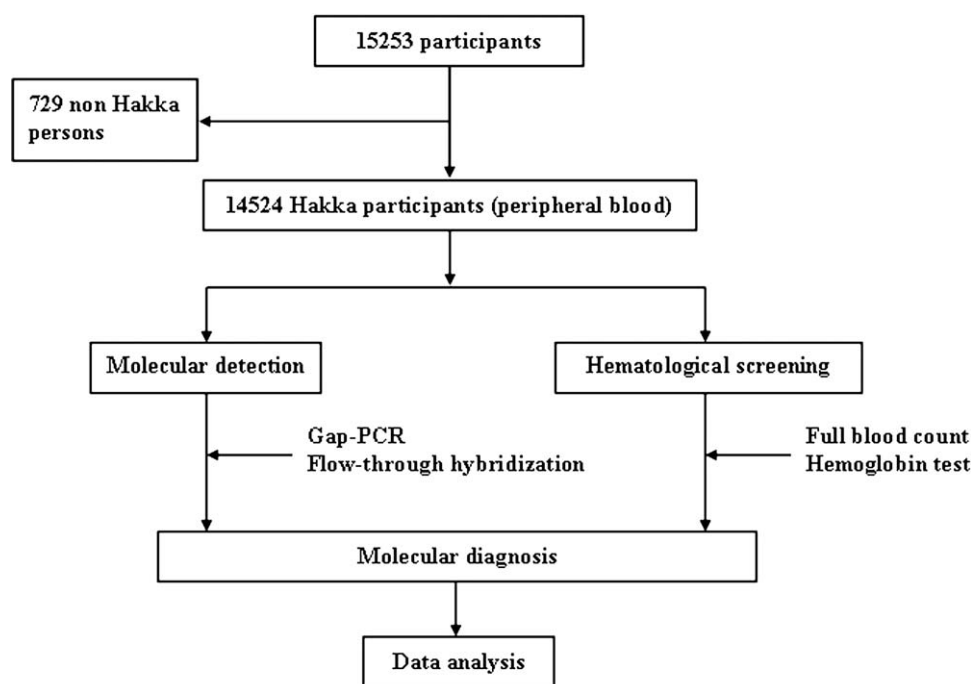 15253 participants
729 non Hakka
persons
14524 Hakka participants (peripheral blood)
Molecular detection
Hematological screening
Gap-PCR
Flow-through hybridization
Full blood count
Hemoglobin test
Molecular diagnosis
Data analysis